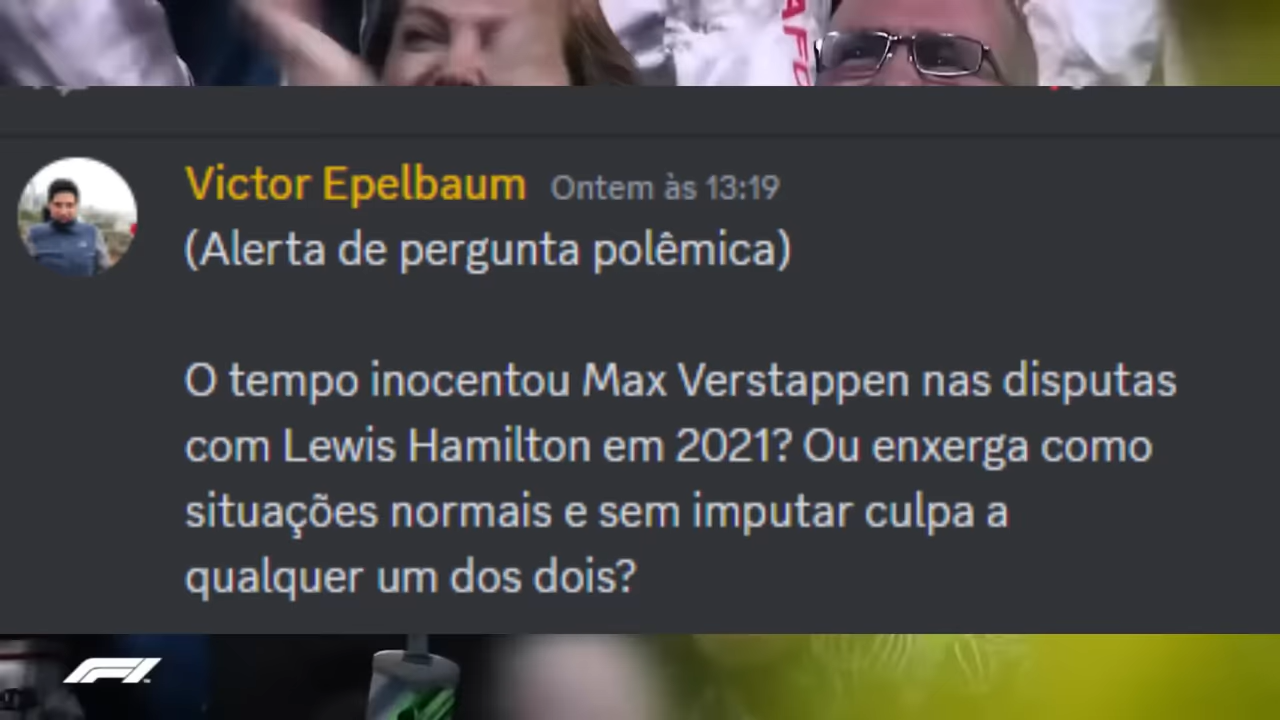 AFC
Victor Epelbaum Ontem às 13:19
(Alerta de pergunta polêmica)
O tempo inocentou Max Verstappen nas disputas
com Lewis Hamilton em 2021? Ou enxerga como
situações normais e sem imputar culpa a
qualquer um dos dois?
F1